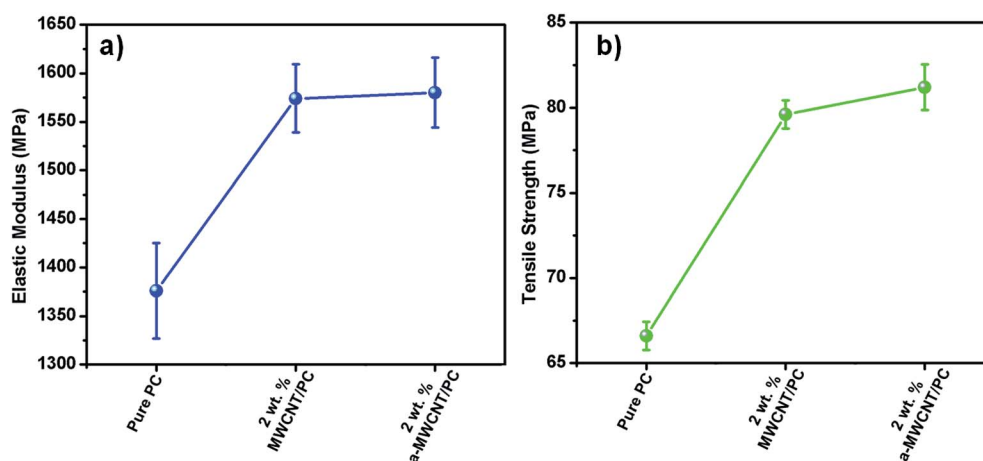 a)
Elastic Modulus (MPa)
1650
1600
1550
1500
1450
1400
1350
1300
Pure PC
2 wt. %
MWCNT/PC
2 wt. %
a-MWCNT/PC
b)
Tensile Strength (MPa)
85
80
75
70
65
Pure PC
2 wt. %
MWCNT/PC
2 wt. %
a-MWCNT/PC